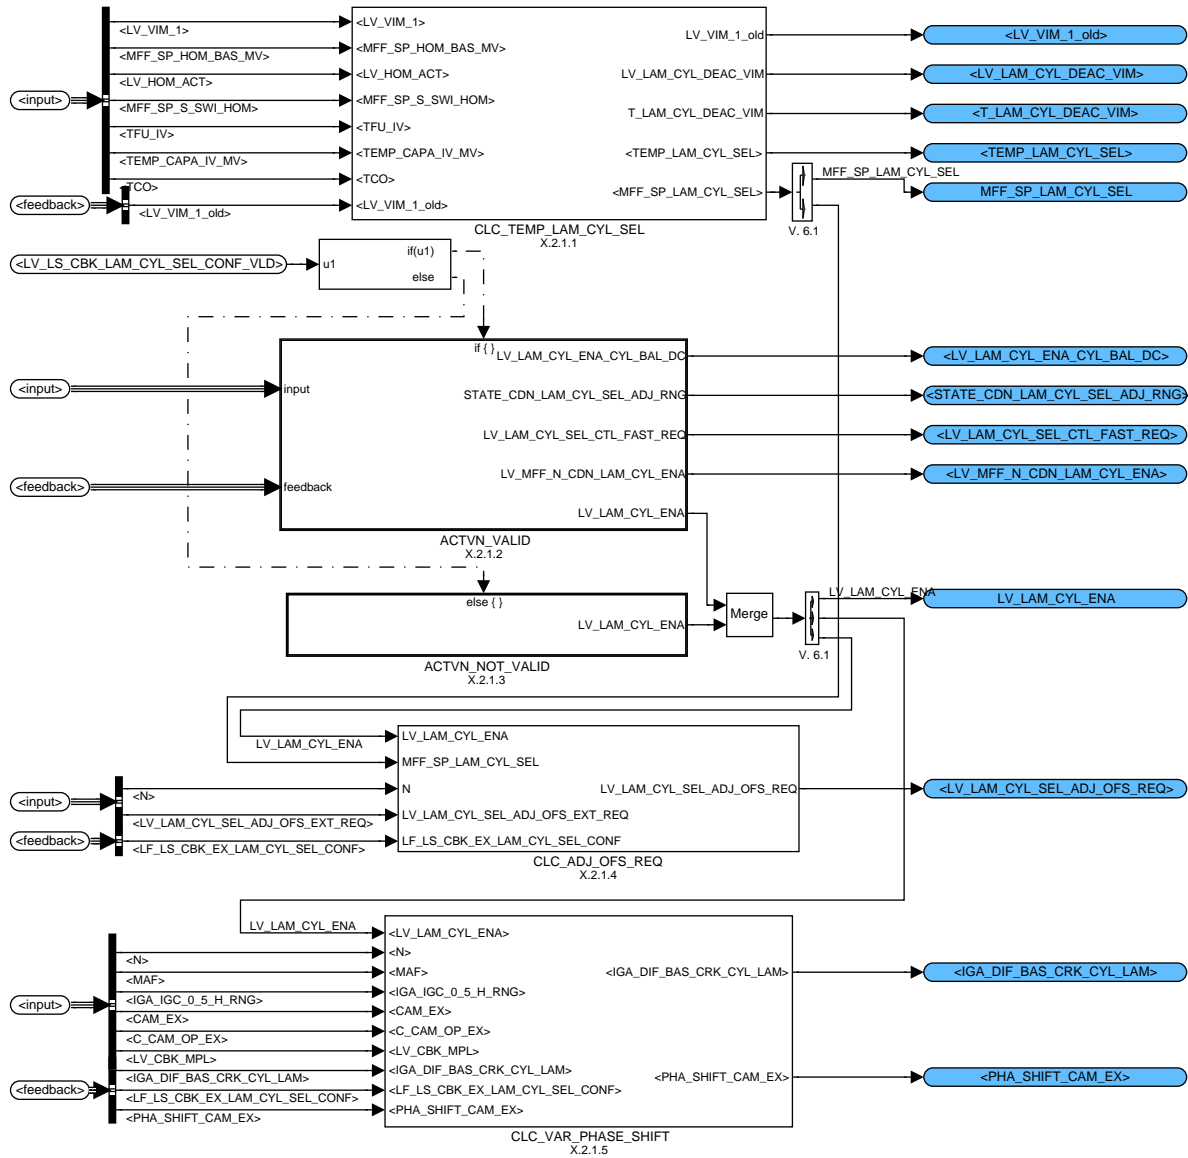 <input>
<LV_VIM_1>
<MFF_SP_HOM_BAS_MV>
<LV_HOM_ACT>
<MFF_SP_S_SWI_HOM>
<TFU_IV>
<TEMP_CAPA_IV_MV>
<TCO>
<feedback>
<LV_VIM_1_old>
<LV_VIM_1>
<MFF_SP_HOM_BAS_MV>
<LV_HOM_ACT>
<MFF_SP_S_SWI_HOM>
<TFU_IV>
<TEMP_CAPA_IV_MV>
<TCO>
<LV_VIM_1_old>
LV_VIM_1_old
LV_LAM_CYL_DEAC_VIM
T_LAM_CYL_DEAC_VIM
<TEMP_LAM_CYL_SEL>
<MFF_SP_LAM_CYL_SEL>
CLC_TEMP_LAM_CYL_SEL
X.2.1.1
MFF_SP_LAM_CYL_SEL
V. 6.1
<LV_VIM_1_old>
<LV_LAM_CYL_DEAC_VIM>
<T_LAM_CYL_DEAC_VIM>
<TEMP_LAM_CYL_SEL>
MFF_SP_LAM_CYL_SEL
<LV_LS_CBK_LAM_CYL_SEL_CONF_VLD>
u1
if(u1)
else
<input>
<feedback>
if { }
input
feedback
LV_LAM_CYL_ENA_CYL_BAL_DC
STATE_CDN_LAM_CYL_SEL_ADJ_RNG
LV_LAM_CYL_SEL_CTL_FAST_REQ
LV_MFF_N_CDN_LAM_CYL_ENA
LV_LAM_CYL_ENA
ACTVN_VALID
X.2.1.2
<LV_LAM_CYL_ENA_CYL_BAL_DC>
<STATE_CDN_LAM_CYL_SEL_ADJ_RNG>
<LV_LAM_CYL_SEL_CTL_FAST_REQ>
<LV_MFF_N_CDN_LAM_CYL_ENA>
else { }
LV_LAM_CYL_ENA
ACTVN_NOT_VALID
X.2.1.3
Merge
LV_LAM_CYL_ENA
V. 6.1
LV_LAM_CYL_ENA
LV_LAM_CYL_ENA
<input>
<N>
<LV_LAM_CYL_SEL_ADJ_OFS_EXT_REQ>
<feedback>
<LF_LS_CBK_EX_LAM_CYL_SEL_CONF>
LV_LAM_CYL_ENA
MFF_SP_LAM_CYL_SEL
N
LV_LAM_CYL_SEL_ADJ_OFS_EXT_REQ
LF_LS_CBK_EX_LAM_CYL_SEL_CONF
LV_LAM_CYL_SEL_ADJ_OFS_REQ
CLC_ADJ_OFS_REQ
X.2.1.4
<LV_LAM_CYL_SEL_ADJ_OFS_REQ>
LV_LAM_CYL_ENA
<N>
<MAF>
<input>
<IGA_IGC_0_5_H_RNG>
<CAM_EX>
<C_CAM_OP_EX>
<LV_CBK_MPL>
<IGA_DIF_BAS_CRK_CYL_LAM>
<feedback>
<LF_LS_CBK_EX_LAM_CYL_SEL_CONF>
<PHA_SHIFT_CAM_EX>
<LV_LAM_CYL_ENA>
<N>
<MAF>
<IGA_IGC_0_5_H_RNG>
<CAM_EX>
<C_CAM_OP_EX>
<LV_CBK_MPL>
<IGA_DIF_BAS_CRK_CYL_LAM>
<LF_LS_CBK_EX_LAM_CYL_SEL_CONF>
<PHA_SHIFT_CAM_EX>
<IGA_DIF_BAS_CRK_CYL_LAM>
<PHA_SHIFT_CAM_EX>
CLC_VAR_PHASE_SHIFT
X.2.1.5
<IGA_DIF_BAS_CRK_CYL_LAM>
<PHA_SHIFT_CAM_EX>